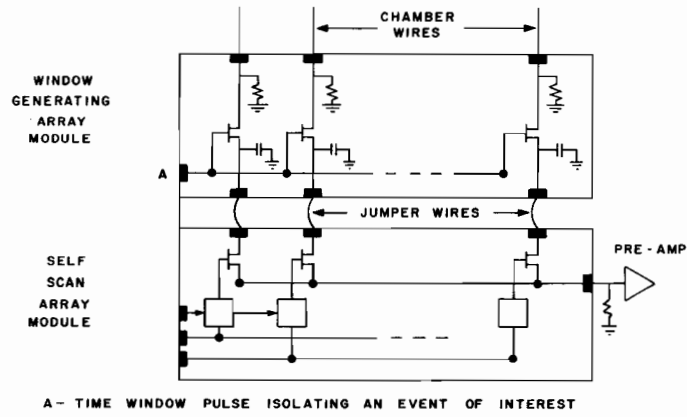 CHAMBER
WIRES
WINDOW
GENERATING
ARRAY
MODULE
A
JUMPER WIRES
PRE-AMP
SELF
SCAN
ARRAY
MODULE
A- TIME WINDOW PULSE ISOLATING AN EVENT OF INTEREST